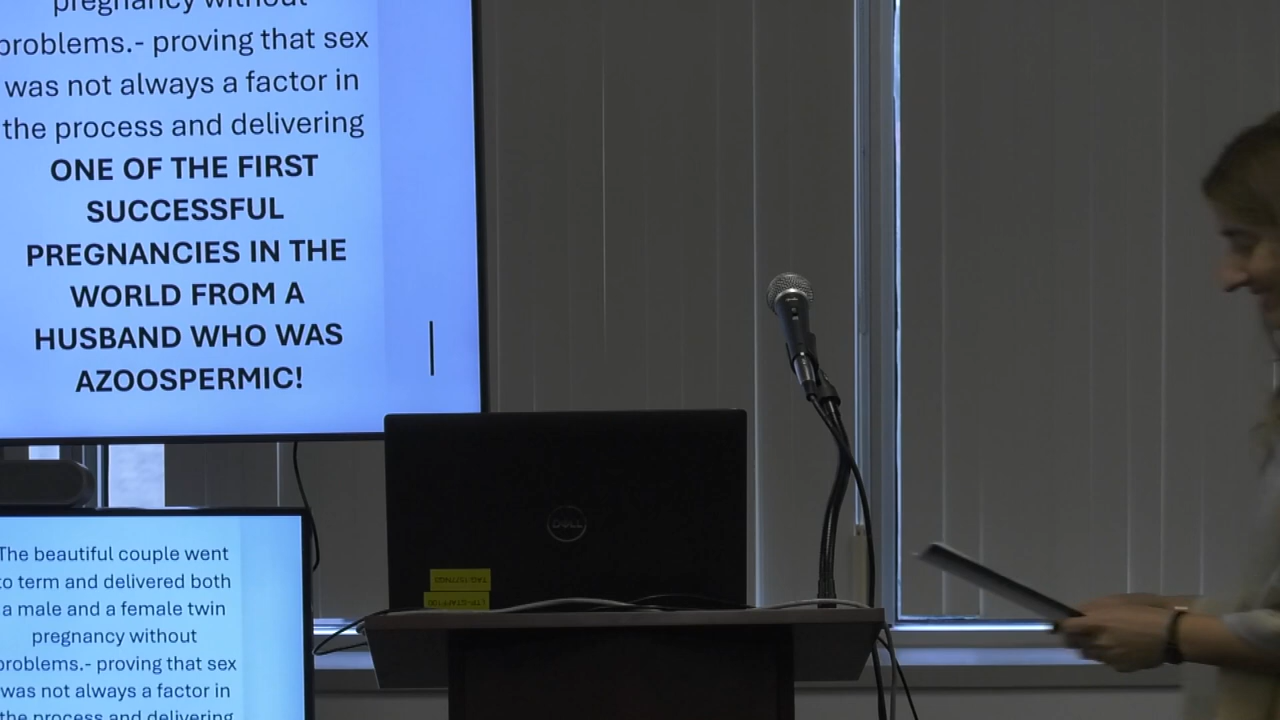 pregnancy without
problems.- proving that sex
was not always a factor in
the process and delivering
ONE OF THE FIRST
SUCCESSFUL
PREGNANCIES IN THE
WORLD FROM A
HUSBAND WHO WAS
AZOOSPERMIC!
The beautiful couple went
to term and delivered both
a male and a female twin
pregnancy without
problems.- proving that sex
was not always a factor in
the process and delivering
DELL